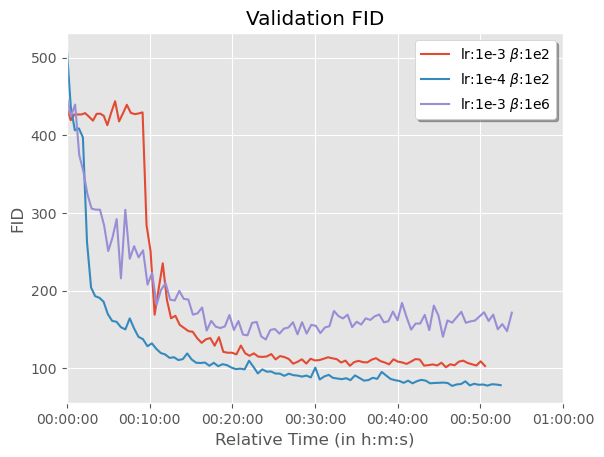 Validation FID
lr:1e-3 β:1e2
lr:1e-4 β:1e2
lr:1e-3 β:1e6
FID
500
400
300
200
100
00:00:00 00:10:00 00:20:00 00:30:00 00:40:00 00:50:00 01:00:00
Relative Time (in h:m:s)